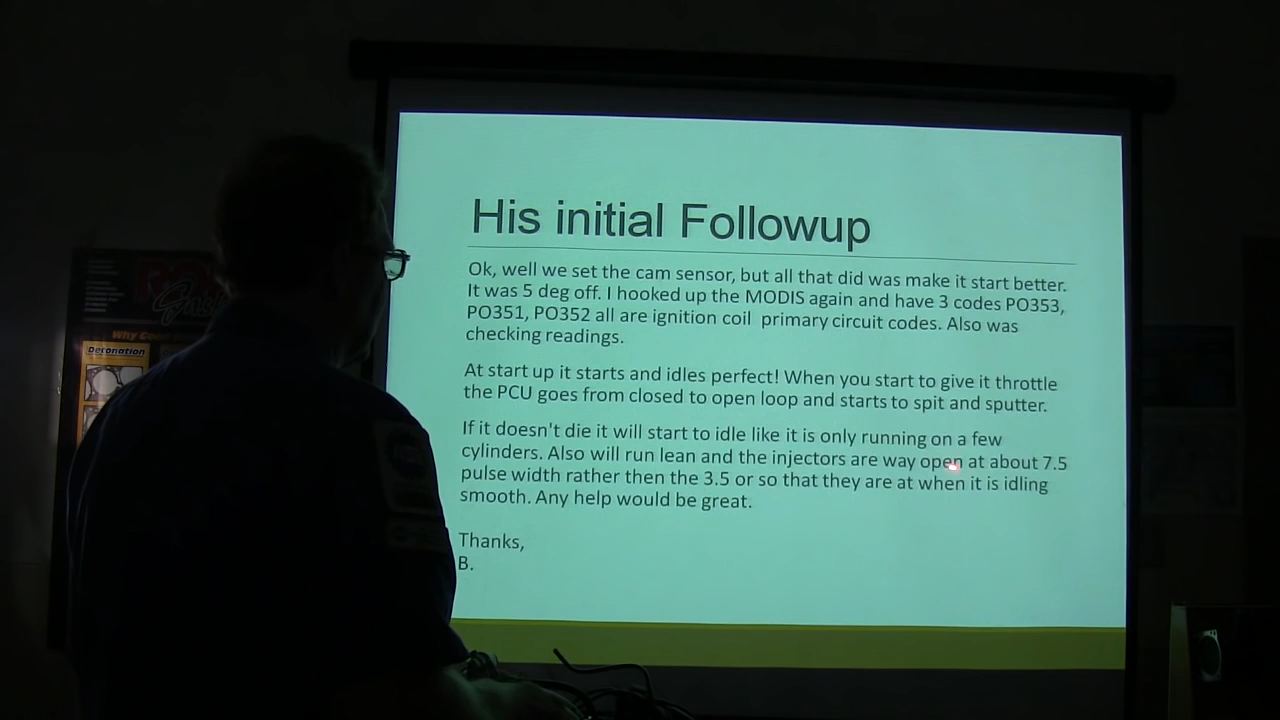 His initial Followup
Ok, well we set the cam sensor, but all that did was make it start better.
It was 5 deg off. I hooked up the MODIS again and have 3 codes PO353,
PO351, PO352 all are ignition coil primary circuit codes. Also was
checking readings.
At start up it starts and idles perfect! When you start to give it throttle
the PCU goes from closed to open loop and starts to spit and sputter.
If it doesn't die it will start to idle like it is only running on a few
cylinders. Also will run lean and the injectors are way open at about 7.5
pulse width rather then the 3.5 or so that they are at when it is idling
smooth. Any help would be great.
Thanks,
B.
Why
Detonation